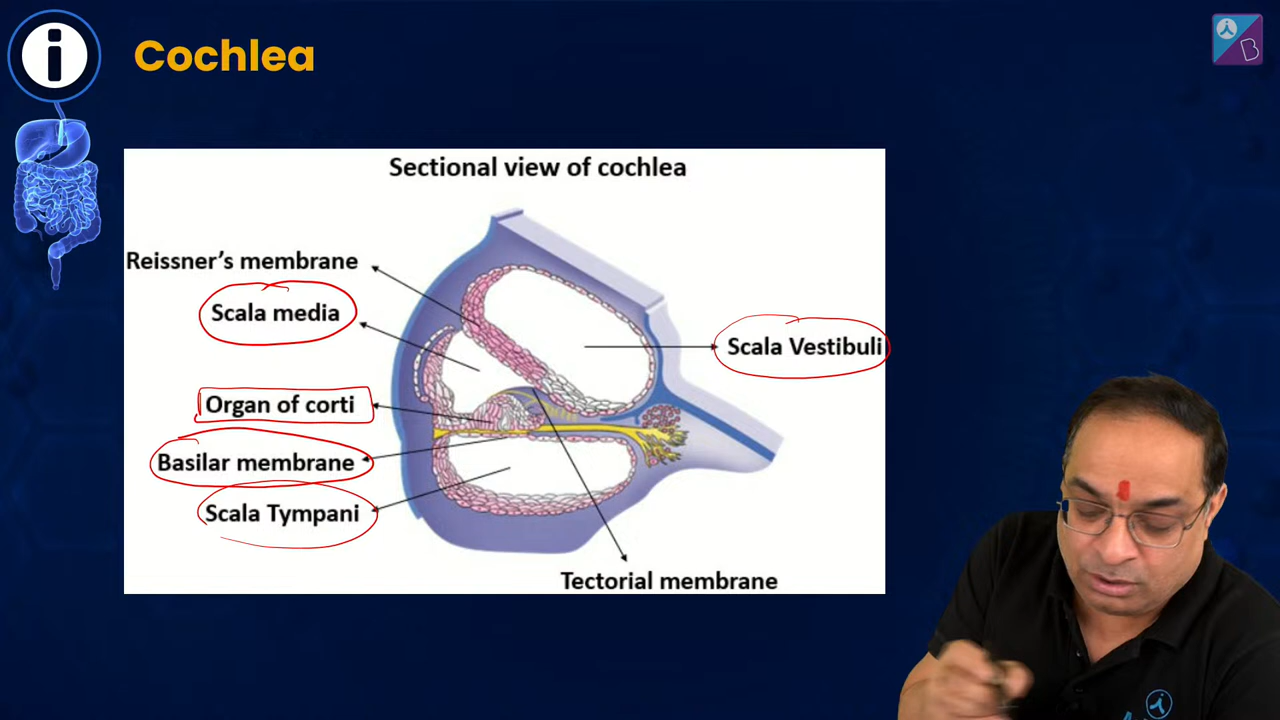 Cochlea
Sectional view of cochlea
Reissner’s membrane
Scala media
Scala Vestibuli
Organ of corti
Basilar membrane
Scala Tympani
Tectorial membrane
i
B